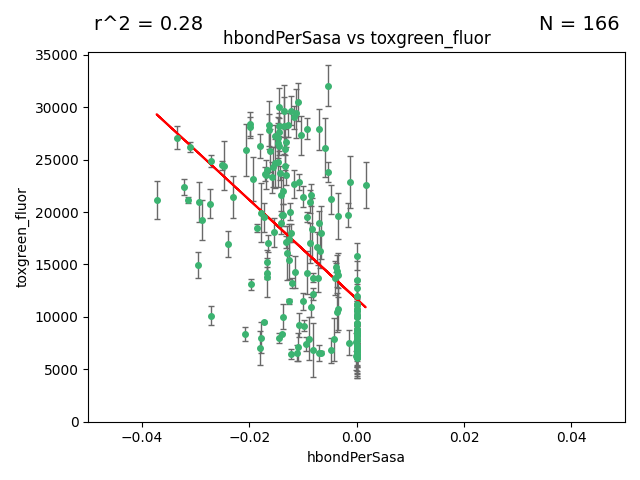 r^2 = 0.28
N = 166
hbondPerSasa vs toxgreen_fluor
35000
30000
25000
20000
15000
10000
5000
0
toxgreen_fluor
−0.04
−0.02
0.00
0.02
0.04
hbondPerSasa